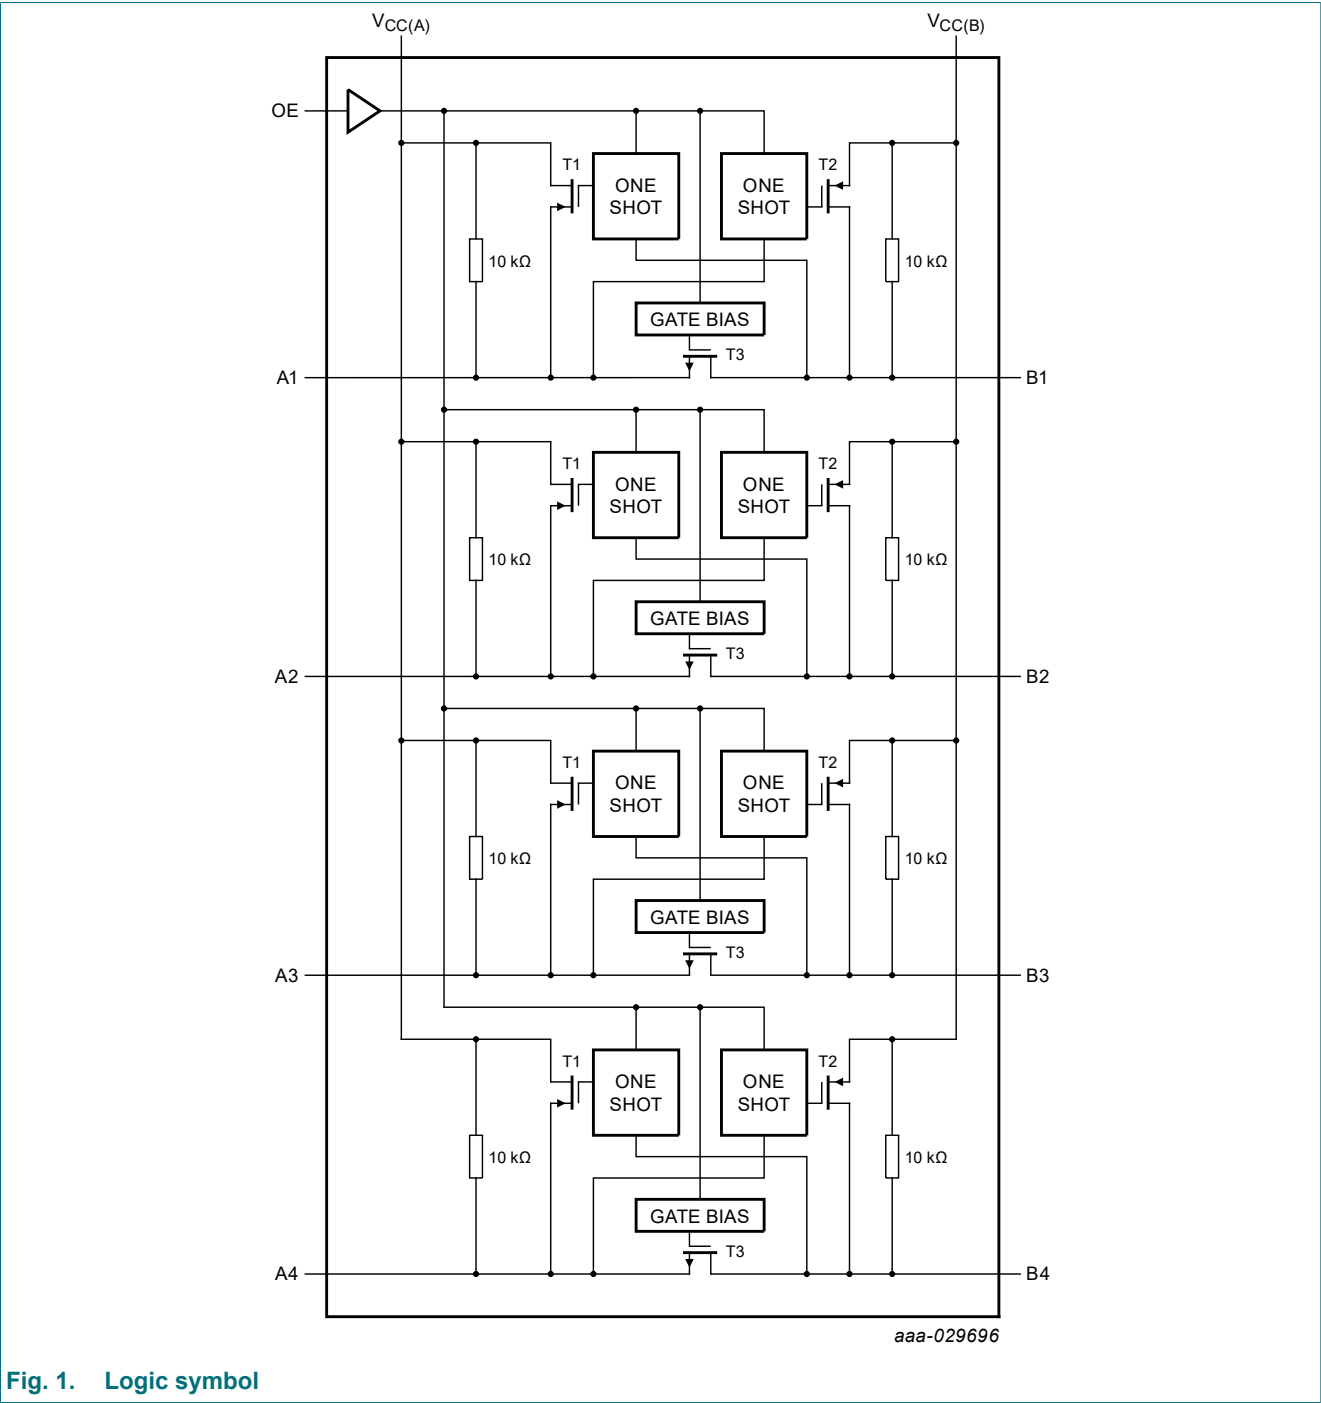 VCC(A) VCC(B)
OE
T1 ONE SHOT ONE SHOT T2
10 kΩ 10 kΩ
GATE BIAS
T3
A1 B1
T1 ONE SHOT ONE SHOT T2
10 kΩ 10 kΩ
GATE BIAS
T3
A2 B2
T1 ONE SHOT ONE SHOT T2
10 kΩ 10 kΩ
GATE BIAS
T3
A3 B3
T1 ONE SHOT ONE SHOT T2
10 kΩ 10 kΩ
GATE BIAS
T3
A4 B4
aaa-029696
Fig. 1. Logic symbol